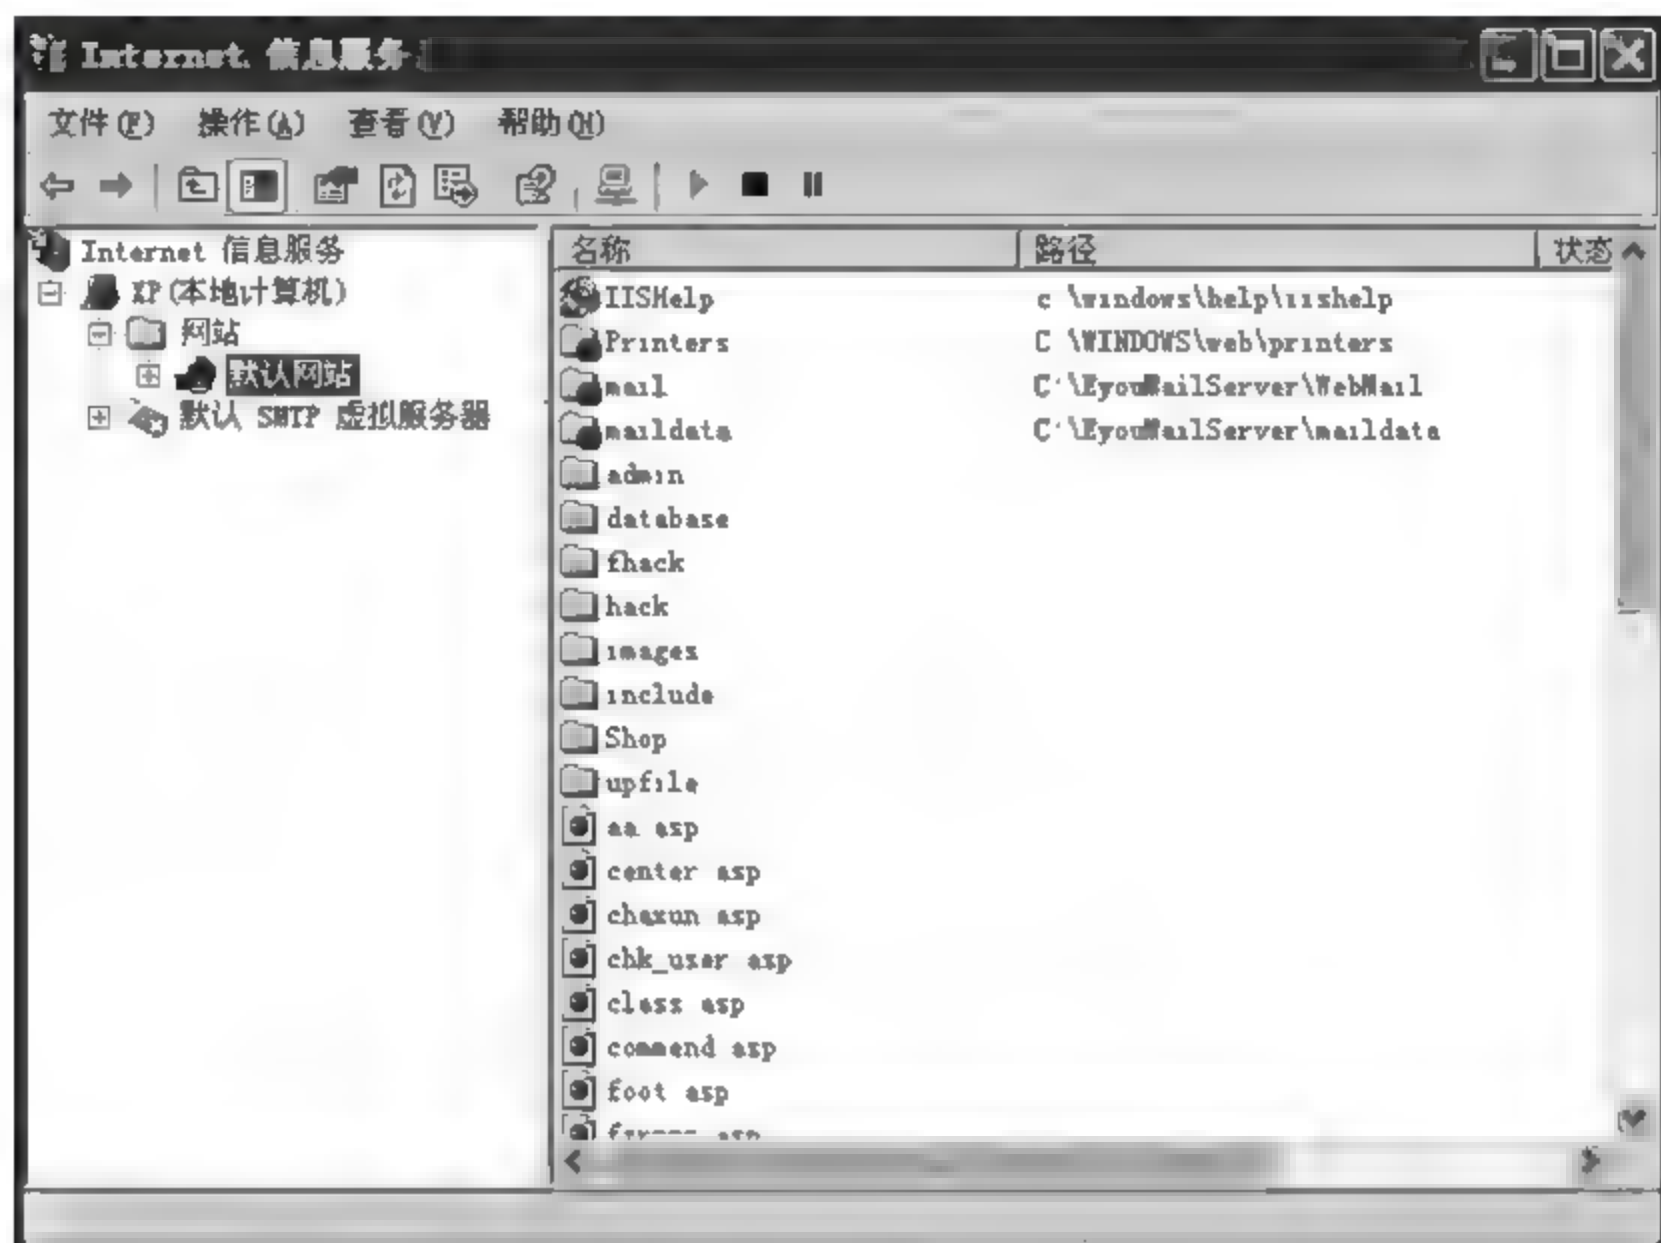 Internet 信息服务
文件(F) 操作(A) 查看(V) 帮助(H)
Internet 信息服务
XP(本地计算机)
网站
默认网站
默认 SMTP 虚拟服务器
名称 路径 状态
IISHelp c:\windows\help\iishelp
Printers C:\WINDOWS\web\printers
mail C:\EyouMailServer\WebMail
maildata C:\EyouMailServer\maildata
admin
database
fhack
hack
images
include
Shop
upfile
aa.asp
center.asp
chaxun.asp
chk_user.asp
class.asp
commend.asp
foot.asp